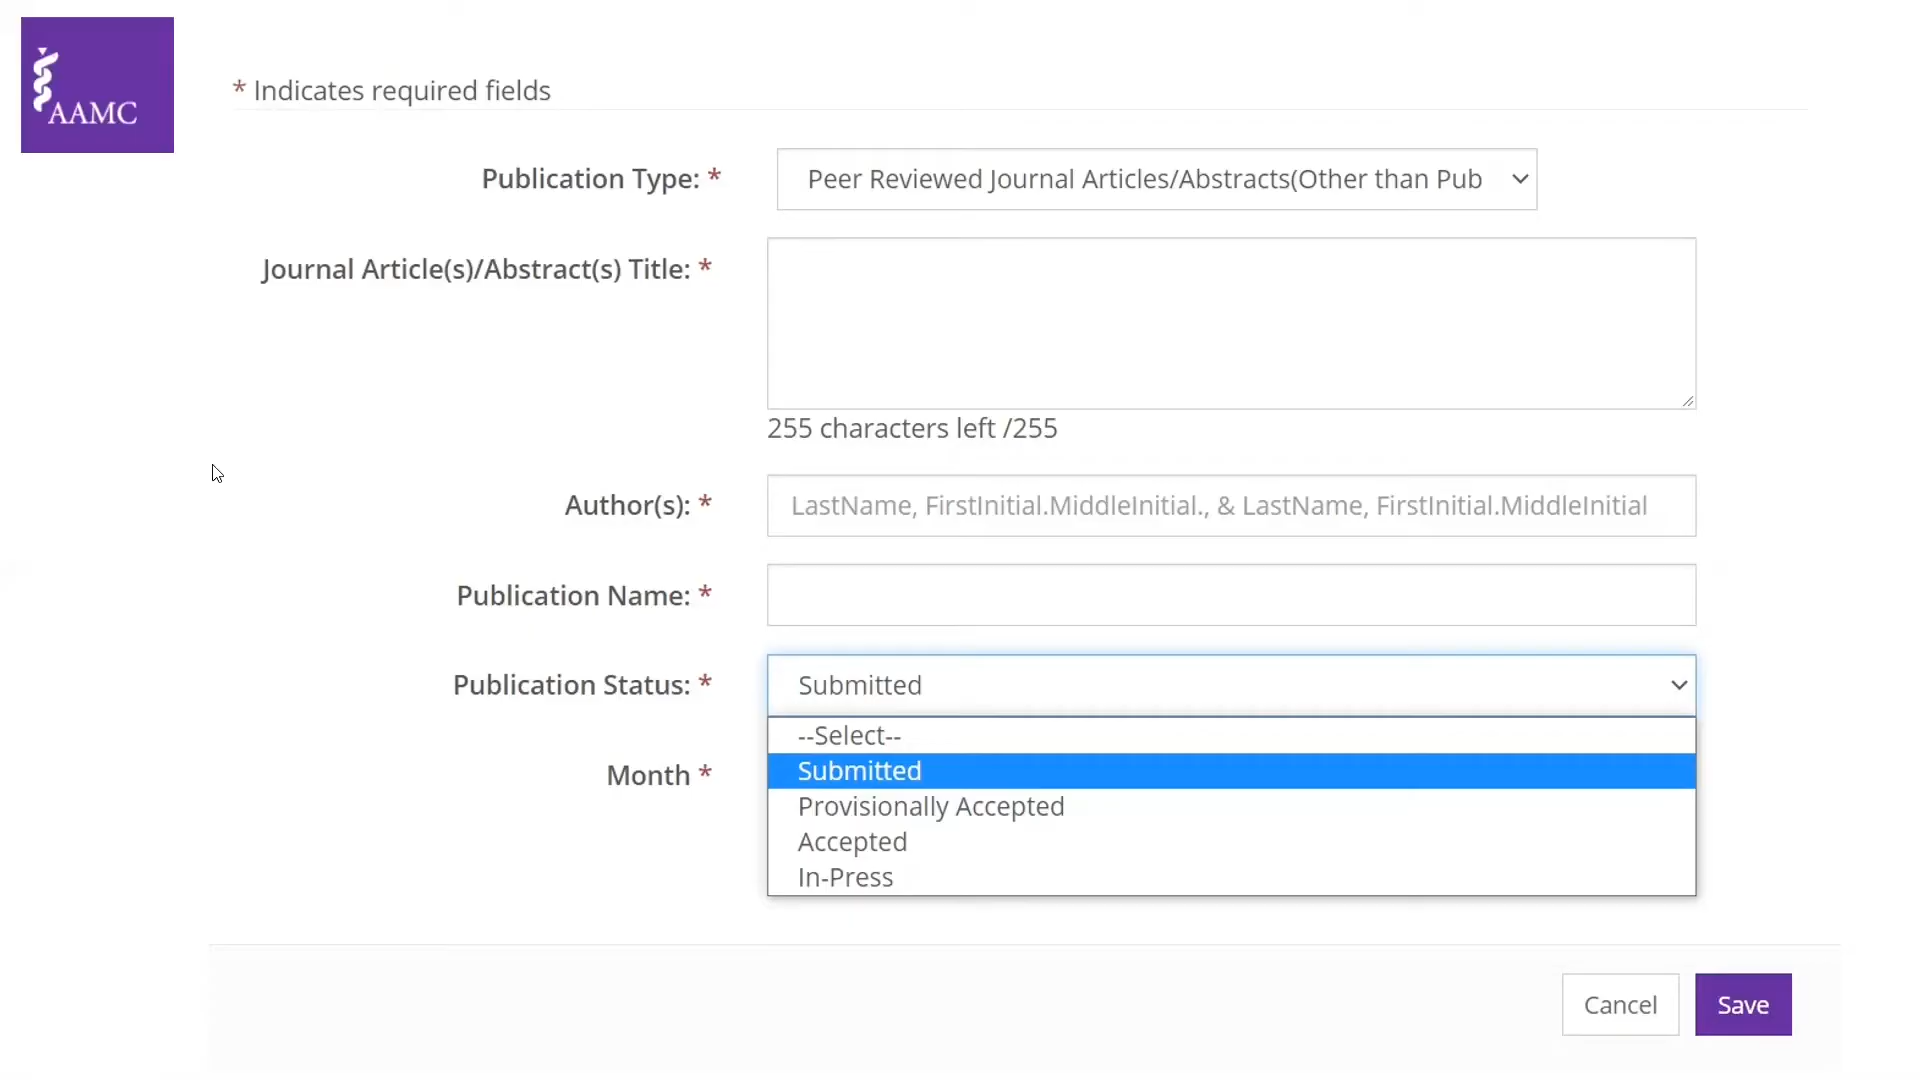 AAMC
* Indicates required fields
Publication Type: *
Peer Reviewed Journal Articles/Abstracts(Other than Pub
Journal Article(s)/Abstract(s) Title: *
255 characters left /255
Author(s): *
LastName, FirstInitial.MiddleInitial., & LastName, FirstInitial.MiddleInitial
Publication Name: *
Publication Status: *
Submitted
--Select--
Submitted
Month *
Provisionally Accepted
Accepted
In-Press
Cancel
Save